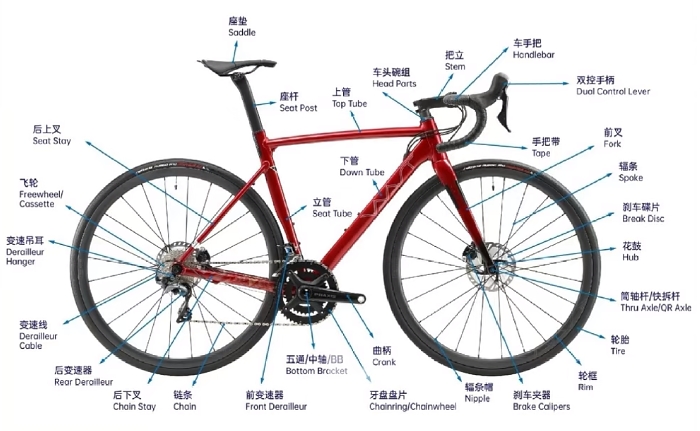 座垫
Saddle
车手把
Handlebar
把立
Stem
车头碗组
Head Parts
双控手柄
Dual Control Lever
座杆
Seat Post
上管
Top Tube
后上叉
Seat Stay
手把带
Tape
前叉
Fork
下管
Down Tube
辐条
Spoke
飞轮
Freewheel/
Cassette
立管
Seat Tube
刹车碟片
Break Disc
变速吊耳
Derailleur
Hanger
花鼓
Hub
筒轴杆/快拆杆
Thru Axle/QR Axle
变速线
Derailleur
Cable
轮胎
Tire
后变速器
Rear Derailleur
五通/中轴/BB
Bottom Bracket
曲柄
Crank
轮框
Rim
后下叉
Chain Stay
链条
Chain
前变速器
Front Derailleur
牙盘盘片
Chainring/Chainwheel
辐条帽
Nipple
刹车夹器
Brake Calipers